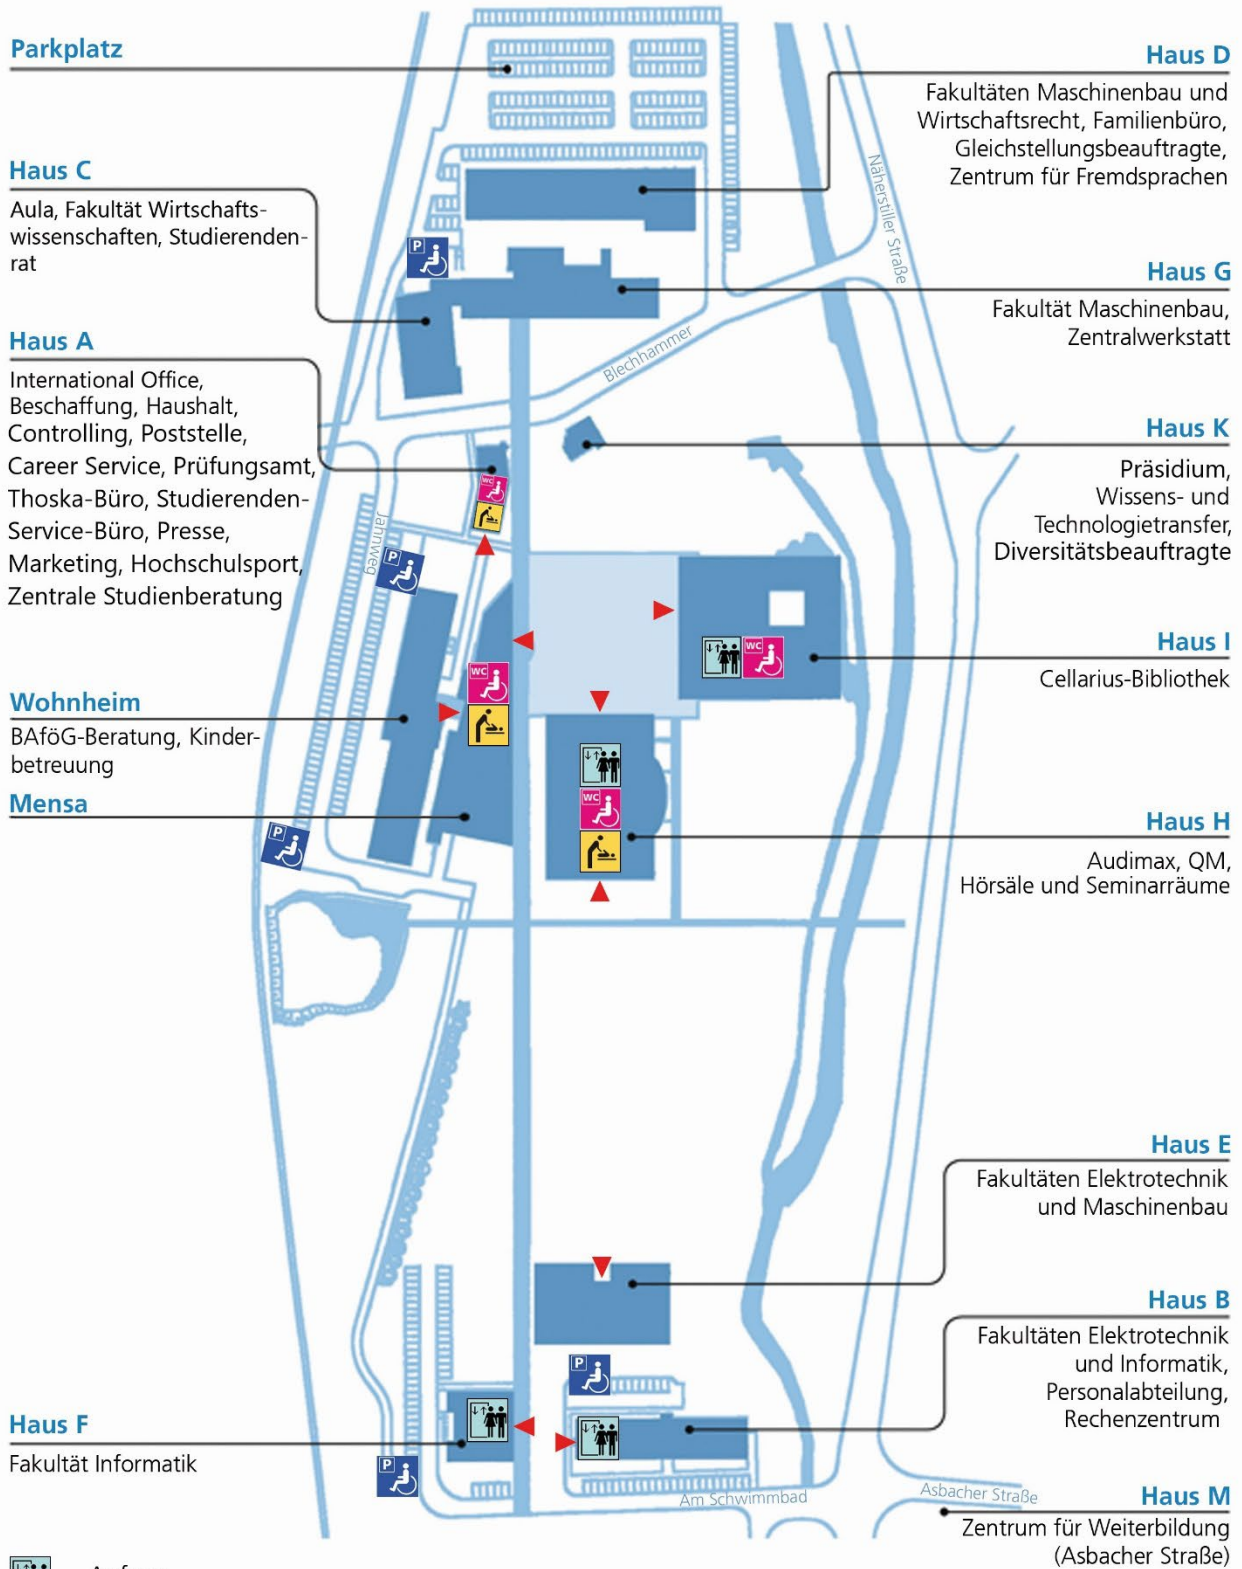 Parkplatz
Haus C
Aula, Fakultät Wirtschafts-
wissenschaften, Studierenden-
rat
Haus A
International Office,
Beschaffung, Haushalt,
Controlling, Poststelle,
Career Service, Prüfungsamt,
Thoska-Büro, Studierenden-
Service-Büro, Presse,
Marketing, Hochschulsport,
Zentrale Studienberatung
Wohnheim
BAföG-Beratung, Kinder-
betreuung
Mensa
Haus F
Fakultät Informatik
Haus D
Fakultäten Maschinenbau und
Wirtschaftsrecht, Familienbüro,
Gleichstellungsbeauftragte,
Zentrum für Fremdsprachen
Haus G
Fakultät Maschinenbau,
Zentralwerkstatt
Haus K
Präsidium,
Wissens- und
Technologietransfer,
Diversitätsbeauftragte
Haus I
Cellarius-Bibliothek
Haus H
Audimax, QM,
Hörsäle und Seminarräume
Haus E
Fakultäten Elektrotechnik
und Maschinenbau
Haus B
Fakultäten Elektrotechnik
und Informatik,
Personalabteilung,
Rechenzentrum
Haus M
Zentrum für Weiterbildung
(Asbacher Straße)
Näherstiller Straße
Blechhammer
Jahnweg
Am Schwimmbad
Asbacher Straße
P
P
P
P
P
WC
WC
WC
WC